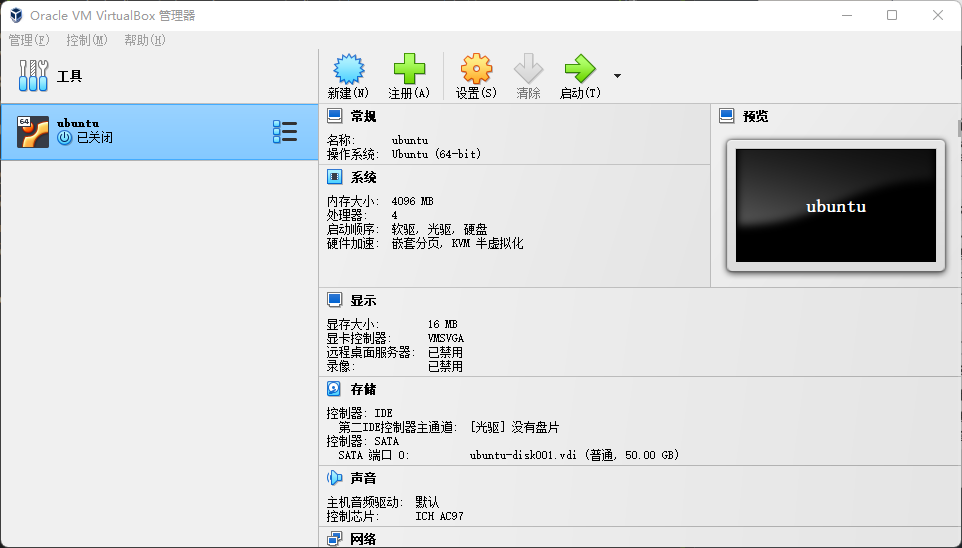 Oracle VM VirtualBox 管理器
管理(F) 控制(M) 帮助(H)
工具
新建(N) 注册(A) 设置(S) 清除 启动(T)
64
ubuntu
已关闭
常规
名称: ubuntu
操作系统: Ubuntu (64-bit)
预览
ubuntu
系统
内存大小: 4096 MB
处理器: 4
启动顺序: 软驱, 光驱, 硬盘
硬件加速: 嵌套分页, KVM 半虚拟化
显示
显存大小: 16 MB
显卡控制器: VMSVGA
远程桌面服务器: 已禁用
录像: 已禁用
存储
控制器: IDE
第二IDE控制器主通道: [光驱] 没有盘片
控制器: SATA
SATA 端口 0: ubuntu-disk001.vdi (普通, 50.00 GB)
声音
主机音频驱动: 默认
控制芯片: ICH AC97
网络